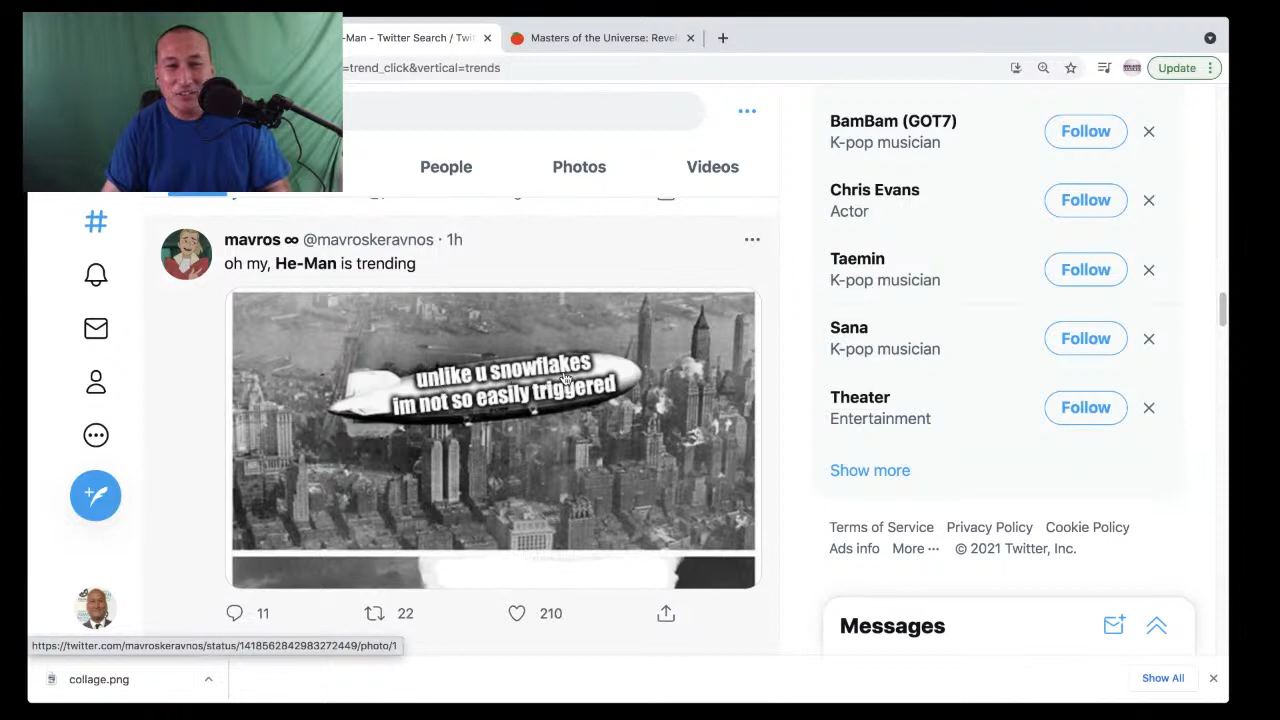 -Man - Twitter Search / Twit
Masters of the Universe: Revel
=trend_click&vertical=trends
Update
People
Photos
Videos
mavros ∞ @mavroskeravnos · 1h
oh my, He-Man is trending
unlike u snowflakes
im not so easily triggered
11
22
210
BamBam (GOT7)
K-pop musician
Follow
Chris Evans
Actor
Follow
Taemin
K-pop musician
Follow
Sana
K-pop musician
Follow
Theater
Entertainment
Follow
Show more
Terms of Service Privacy Policy Cookie Policy
Ads info More ··· © 2021 Twitter, Inc.
Messages
https://twitter.com/mavroskeravnos/status/1418562842983272449/photo/1
collage.png
Show All